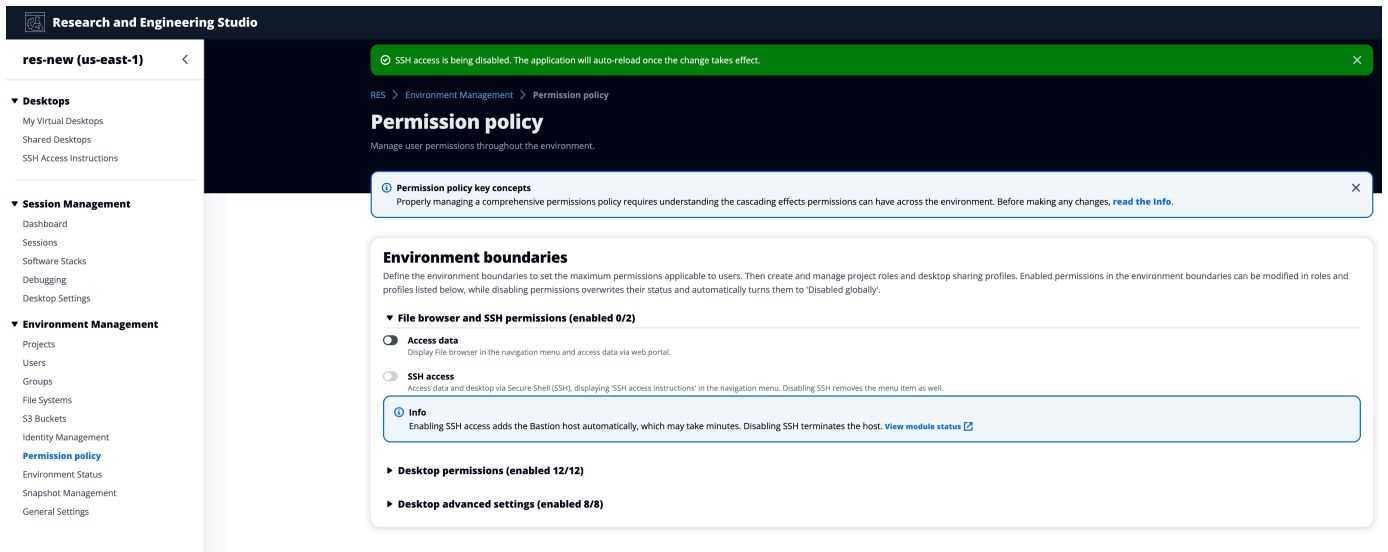 Research and Engineering Studio
res-new (us-east-1)
Desktops
My Virtual Desktops
Shared Desktops
SSH Access Instructions
Session Management
Dashboard
Sessions
Software Stacks
Debugging
Desktop Settings
Environment Management
Projects
Users
Groups
File Systems
S3 Buckets
Identity Management
Permission policy
Environment Status
Snapshot Management
General Settings
SSH access is being disabled. The application will auto-reload once the change takes effect.
RES > Environment Management > Permission policy
Permission policy
Manage user permissions throughout the environment.
Permission policy key concepts
Properly managing a comprehensive permissions policy requires understanding the cascading effects permissions can have across the environment. Before making any changes, read the Info.
Environment boundaries
Define the environment boundaries to set the maximum permissions applicable to users. Then create and manage project roles and desktop sharing profiles. Enabled permissions in the environment boundaries can be modified in roles and
profiles listed below, while disabling permissions overwrites their status and automatically turns them to 'Disabled globally'.
File browser and SSH permissions (enabled 0/2)
Access data
Display File browser in the navigation menu and access data via web portal.
SSH access
Access data and desktop via Secure Shell (SSH), displaying 'SSH access instructions' in the navigation menu. Disabling SSH removes the menu item as well.
Info
Enabling SSH access adds the Bastion host automatically, which may take minutes. Disabling SSH terminates the host. View module status
Desktop permissions (enabled 12/12)
Desktop advanced settings (enabled 8/8)